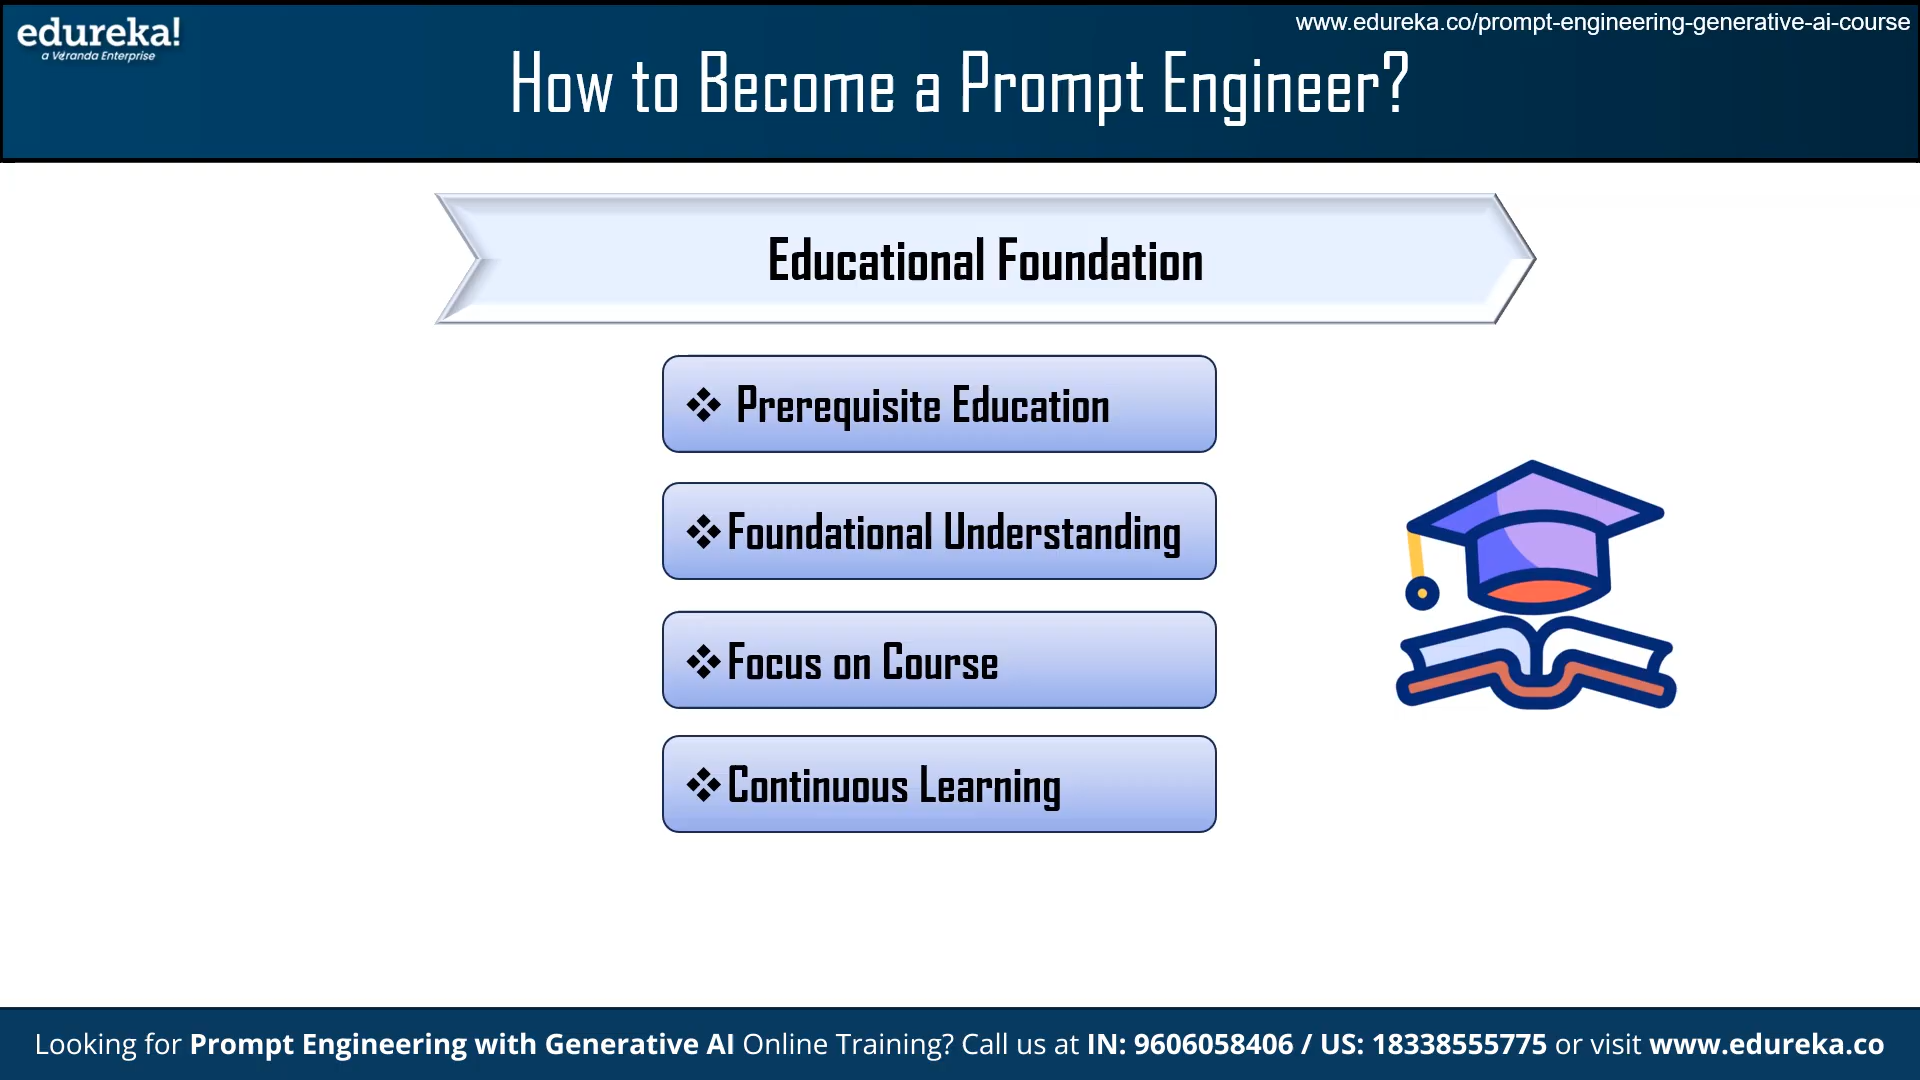 edureka!
a Veranda Enterprise
www.edureka.co/prompt-engineering-generative-ai-course
How to Become a Prompt Engineer?
Educational Foundation
❖ Prerequisite Education
❖ Foundational Understanding
❖ Focus on Course
❖ Continuous Learning
Looking for Prompt Engineering with Generative AI Online Training? Call us at IN: 9606058406 / US: 18338555775 or visit www.edureka.co